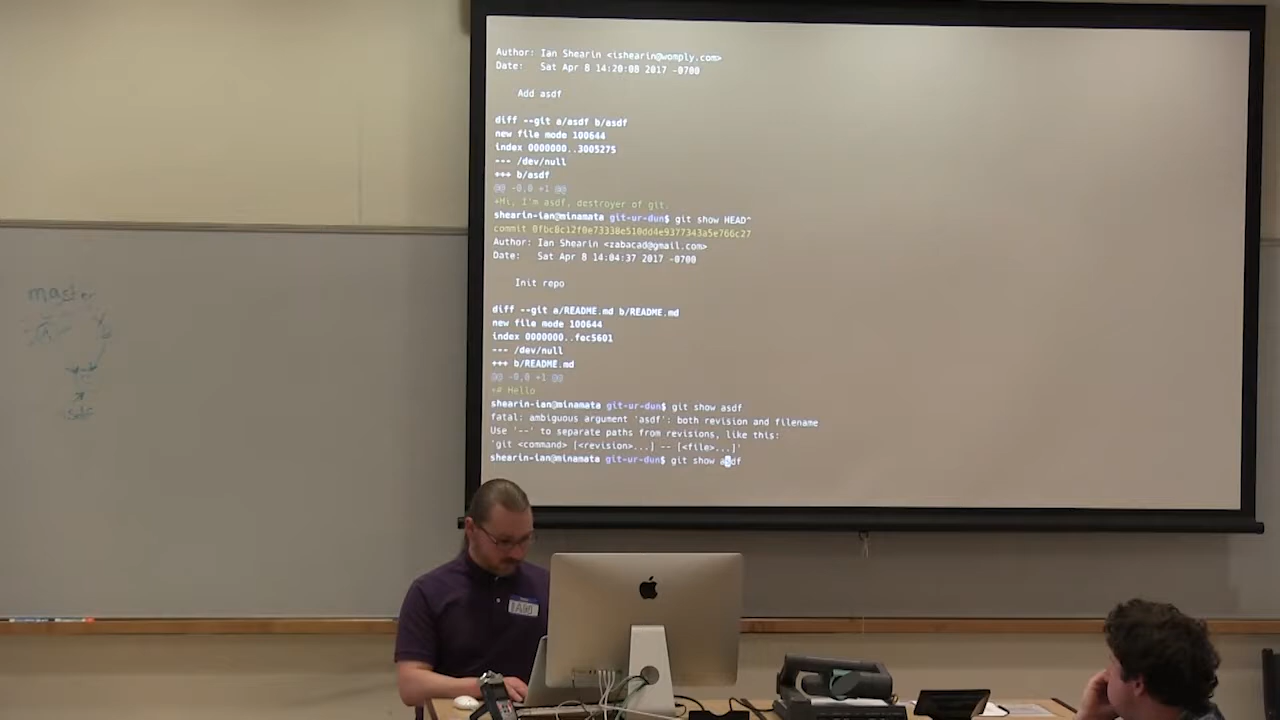 Author: Ian Shearin <ishearin@womply.com>
Date: Sat Apr 8 14:20:08 2017 -0700
Add asdf
diff --git a/asdf b/asdf
new file mode 100644
index 0000000..3005275
--- /dev/null
+++ b/asdf
@@ -0,0 +1 @@
+Hi, I'm asdf, destroyer of git.
shearin-ian@minamata git-ur-dun$ git show HEAD^
commit 0fbc8c12f0e73338e510dd4e9377343a5e766c27
Author: Ian Shearin <zabacad@gmail.com>
Date: Sat Apr 8 14:04:37 2017 -0700
Init repo
diff --git a/README.md b/README.md
new file mode 100644
index 0000000..fec5601
--- /dev/null
+++ b/README.md
@@ -0,0 +1 @@
+# Hello
shearin-ian@minamata git-ur-dun$ git show asdf
fatal: ambiguous argument 'asdf': both revision and filename
Use '--' to separate paths from revisions, like this:
'git <command> [<revision>...] -- [<file>...]'
shearin-ian@minamata git-ur-dun$ git show asdf
master